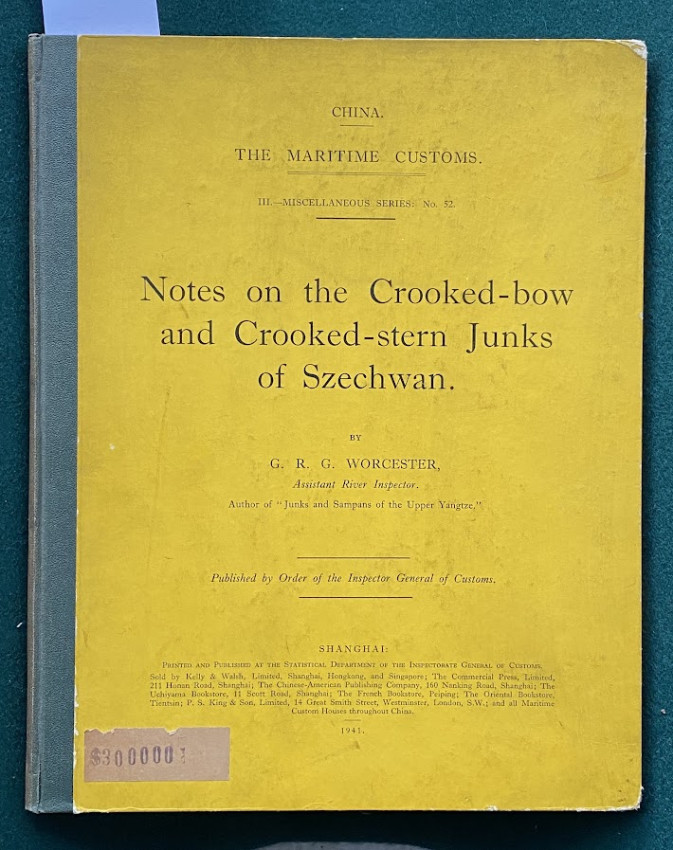 CHINA.
THE MARITIME CUSTOMS.
III.—MISCELLANEOUS SERIES: No. 52.
Notes on the Crooked-bow
and Crooked-stern Junks
of Szechwan.
BY
G. R. G. WORCESTER,
Assistant River Inspector.
Author of "Junks and Sampans of the Upper Yangtze."
Published by Order of the Inspector General of Customs.
SHANGHAI:
PRINTED AND PUBLISHED AT THE STATISTICAL DEPARTMENT OF THE INSPECTORATE GENERAL OF CUSTOMS.
Sold by Kelly & Walsh, Limited, Shanghai, Hongkong, and Singapore; The Commercial Press, Limited,
211 Honan Road, Shanghai; The Chinese-American Publishing Company, 160 Nanking Road, Shanghai; The
Uchiyama Bookstore, 11 Scott Road, Shanghai; The French Bookstore, Peiping; The Oriental Bookstore,
Tientsin; P. S. King & Son, Limited, 14 Great Smith Street, Westminster, London, S.W.; and all Maritime
Custom Houses throughout China.
1941.
$300000